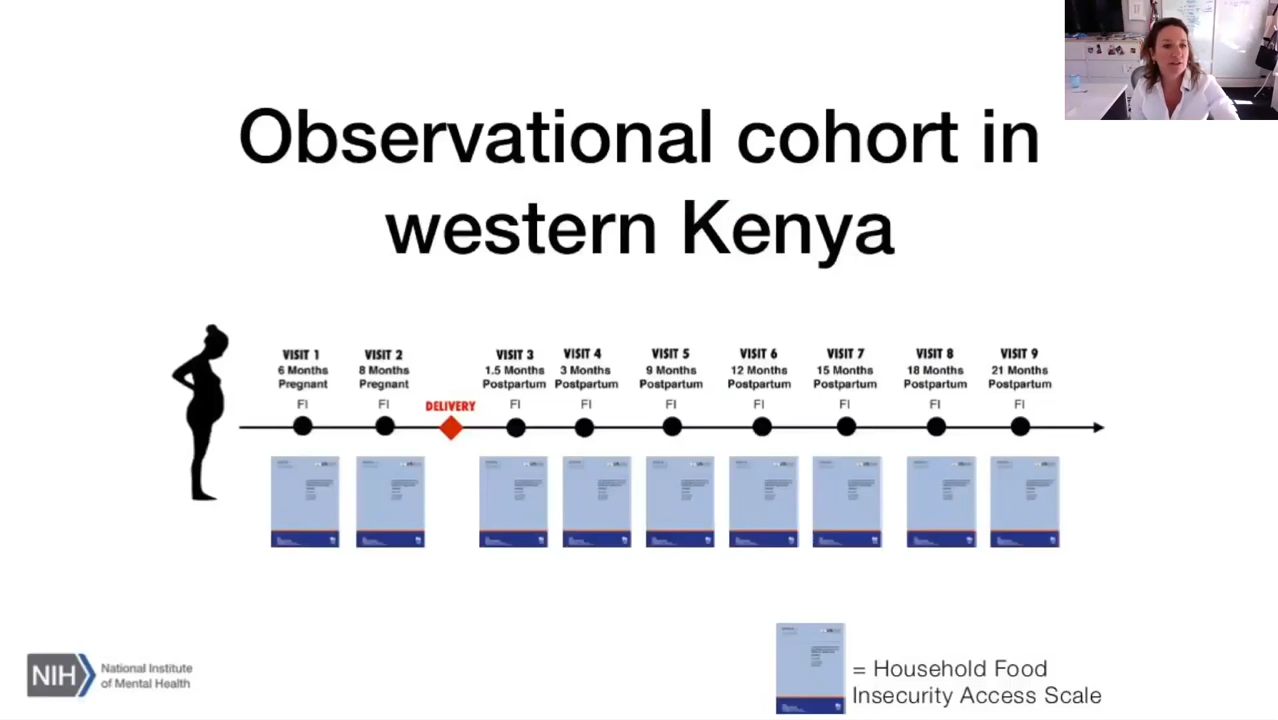 Observational cohort in
western Kenya
VISIT 1
6 Months
Pregnant
FI
VISIT 2
8 Months
Pregnant
FI
DELIVERY
VISIT 3
1.5 Months
Postpartum
FI
VISIT 4
3 Months
Postpartum
FI
VISIT 5
9 Months
Postpartum
FI
VISIT 6
12 Months
Postpartum
FI
VISIT 7
15 Months
Postpartum
FI
VISIT 8
18 Months
Postpartum
FI
VISIT 9
21 Months
Postpartum
FI
NIH
National Institute
of Mental Health
= Household Food
Insecurity Access Scale